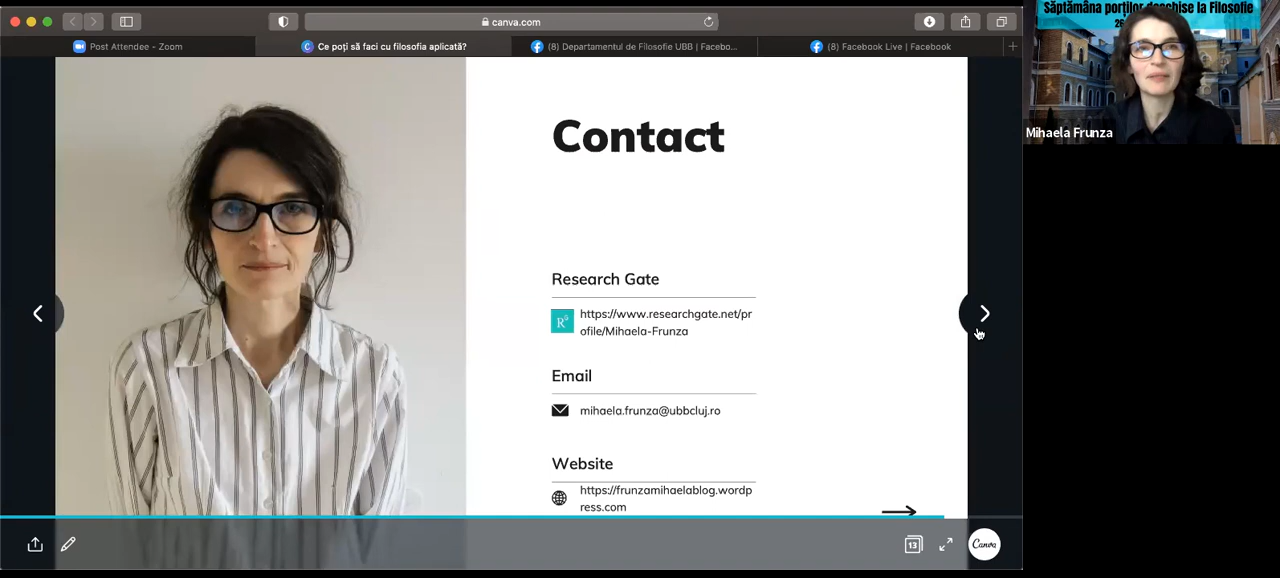 canva.com
Post Attendee - Zoom
Ce poți să faci cu filosofia aplicată?
(8) Departamentul de Filosofie UBB | Facebo...
(8) Facebook Live | Facebook
Săptămâna porților deschise la Filosofie
Mihaela Frunza
Contact
Research Gate
R^G
https://www.researchgate.net/pr
ofile/Mihaela-Frunza
Email
mihaela.frunza@ubbcluj.ro
Website
https://frunzamihaelablog.wordp
ress.com
13
Canva